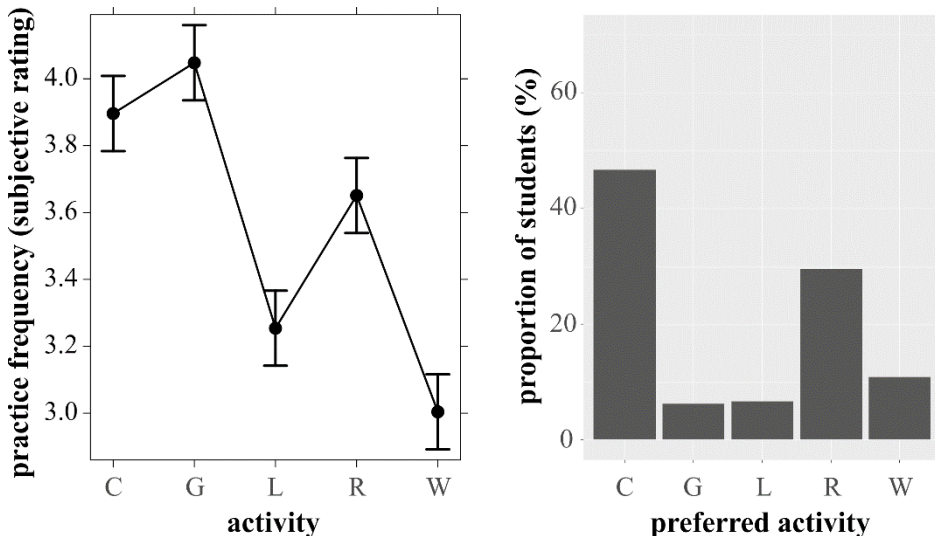 practice frequency (subjective rating)
4.0
3.8
3.6
3.4
3.2
3.0
C G L R W
activity
proportion of students (%)
60
40
20
0
C G L R W
preferred activity